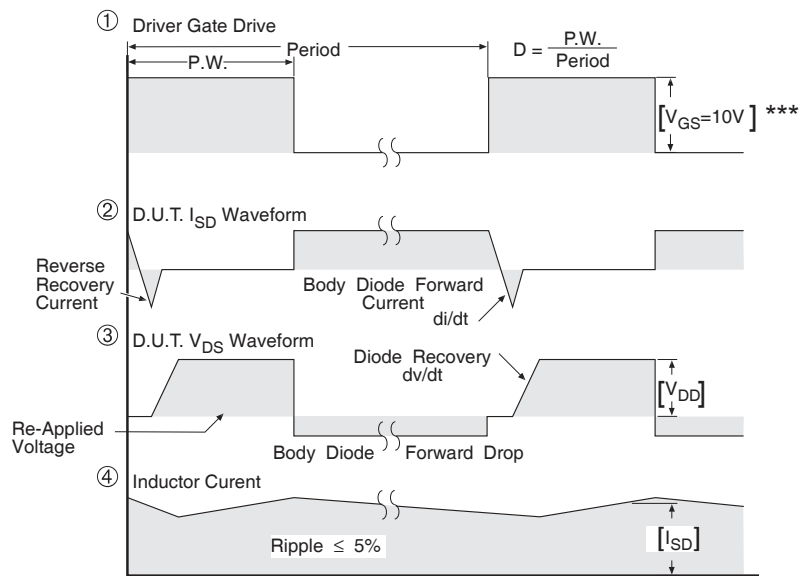 ① Driver Gate Drive
Period
P.W.
D = P.W. / Period
[VGS=10V] ***
② D.U.T. ISD Waveform
Reverse
Recovery
Current
Body Diode Forward
Current
di/dt
③ D.U.T. VDS Waveform
Diode Recovery
dv/dt
[VDD]
Re-Applied
Voltage
Body Diode Forward Drop
④ Inductor Curent
Ripple ≤ 5%
[ISD]